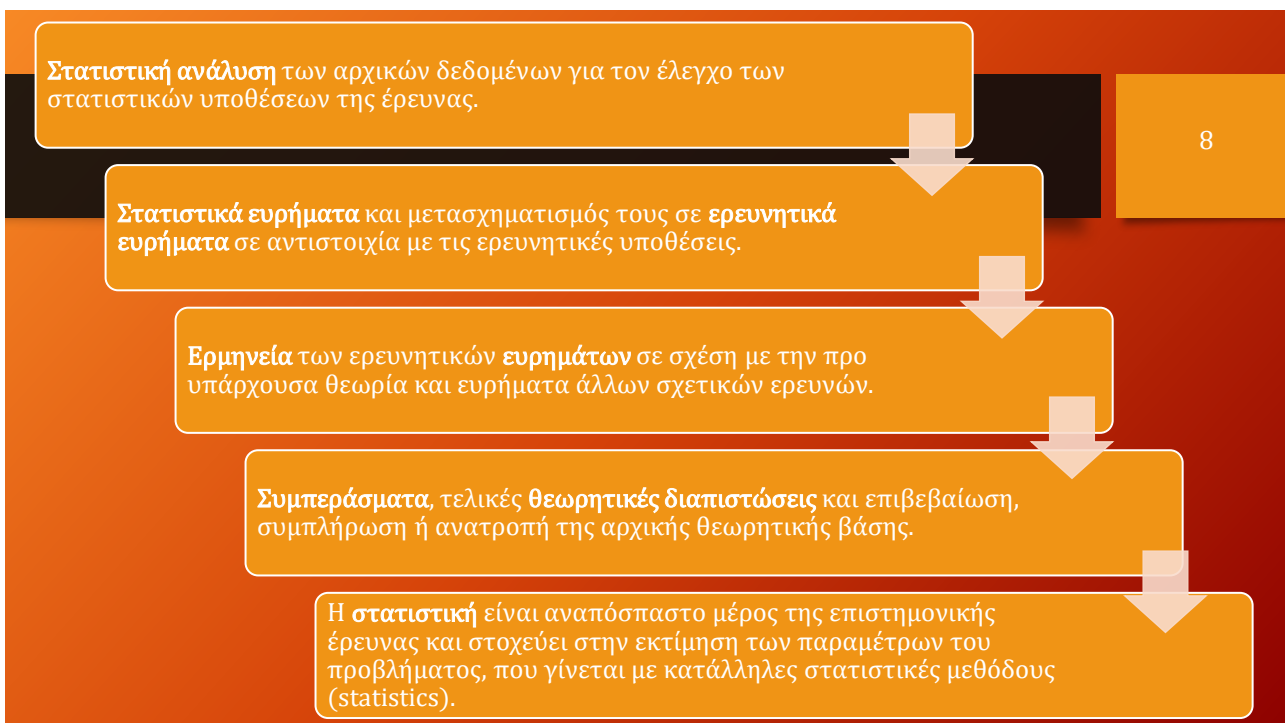 Στατιστική ανάλυση των αρχικών δεδομένων για τον έλεγχο των
στατιστικών υποθέσεων της έρευνας.
8
Στατιστικά ευρήματα και μετασχηματισμός τους σε ερευνητικά
ευρήματα σε αντιστοιχία με τις ερευνητικές υποθέσεις.
Ερμηνεία των ερευνητικών ευρημάτων σε σχέση με την προ
υπάρχουσα θεωρία και ευρήματα άλλων σχετικών ερευνών.
Συμπεράσματα, τελικές θεωρητικές διαπιστώσεις και επιβεβαίωση,
συμπλήρωση ή ανατροπή της αρχικής θεωρητικής βάσης.
Η στατιστική είναι αναπόσπαστο μέρος της επιστημονικής
έρευνας και στοχεύει στην εκτίμηση των παραμέτρων του
προβλήματος, που γίνεται με κατάλληλες στατιστικές μεθόδους
(statistics).